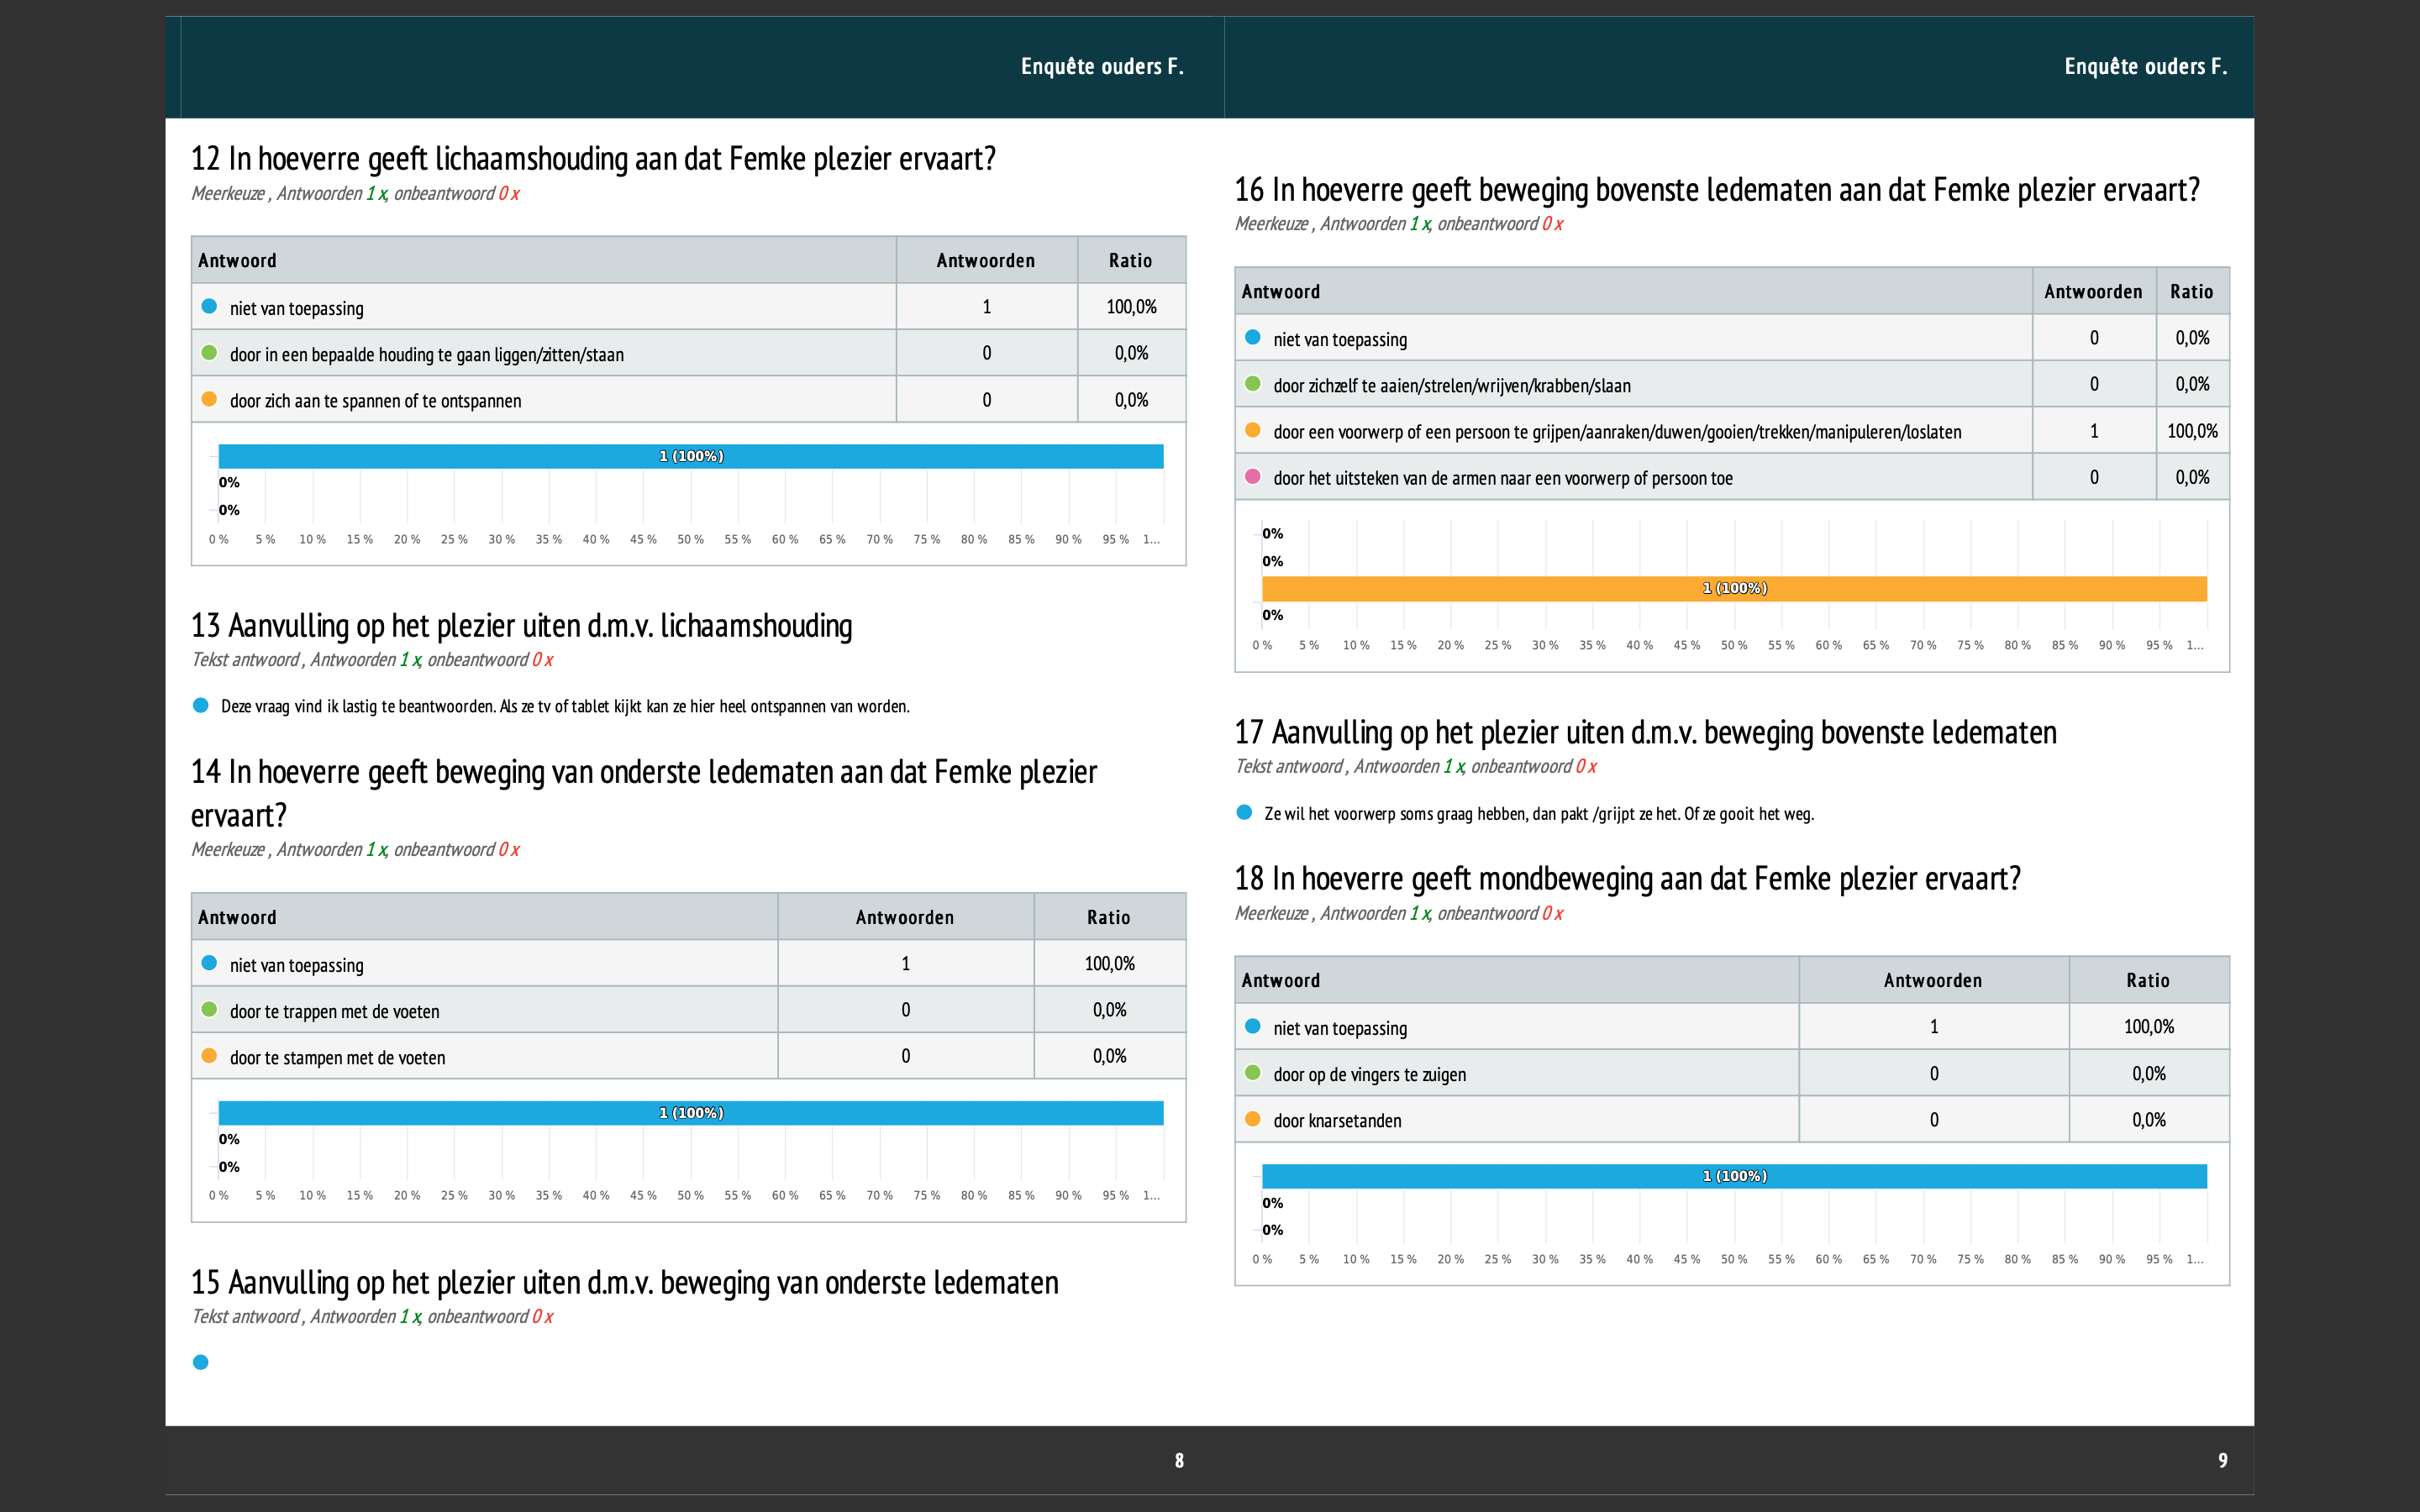 Enquête ouders F.
12 In hoeverre geeft lichaamshouding aan dat Femke plezier ervaart?
Meerkeuze , Antwoorden 1 x, onbeantwoord 0 x
Antwoord Antwoorden Ratio
niet van toepassing 1 100,0%
door in een bepaalde houding te gaan liggen/zitten/staan 0 0,0%
door zich aan te spannen of te ontspannen 0 0,0%
1 (100%)
0%
0%
0 % 5 % 10 % 15 % 20 % 25 % 30 % 35 % 40 % 45 % 50 % 55 % 60 % 65 % 70 % 75 % 80 % 85 % 90 % 95 % 1...
13 Aanvulling op het plezier uiten d.m.v. lichaamshouding
Tekst antwoord , Antwoorden 1 x, onbeantwoord 0 x
Deze vraag vind ik lastig te beantwoorden. Als ze tv of tablet kijkt kan ze hier heel ontspannen van worden.
14 In hoeverre geeft beweging van onderste ledematen aan dat Femke plezier
ervaart?
Meerkeuze , Antwoorden 1 x, onbeantwoord 0 x
Antwoord Antwoorden Ratio
niet van toepassing 1 100,0%
door te trappen met de voeten 0 0,0%
door te stampen met de voeten 0 0,0%
1 (100%)
0%
0%
0 % 5 % 10 % 15 % 20 % 25 % 30 % 35 % 40 % 45 % 50 % 55 % 60 % 65 % 70 % 75 % 80 % 85 % 90 % 95 % 1...
15 Aanvulling op het plezier uiten d.m.v. beweging van onderste ledematen
Tekst antwoord , Antwoorden 1 x, onbeantwoord 0 x
8
Enquête ouders F.
16 In hoeverre geeft beweging bovenste ledematen aan dat Femke plezier ervaart?
Meerkeuze , Antwoorden 1 x, onbeantwoord 0 x
Antwoord Antwoorden Ratio
niet van toepassing 0 0,0%
door zichzelf te aaien/strelen/wrijven/krabben/slaan 0 0,0%
door een voorwerp of een persoon te grijpen/aanraken/duwen/gooien/trekken/manipuleren/loslaten 1 100,0%
door het uitsteken van de armen naar een voorwerp of persoon toe 0 0,0%
0%
0%
1 (100%)
0%
0 % 5 % 10 % 15 % 20 % 25 % 30 % 35 % 40 % 45 % 50 % 55 % 60 % 65 % 70 % 75 % 80 % 85 % 90 % 95 % 1...
17 Aanvulling op het plezier uiten d.m.v. beweging bovenste ledematen
Tekst antwoord , Antwoorden 1 x, onbeantwoord 0 x
Ze wil het voorwerp soms graag hebben, dan pakt /grijpt ze het. Of ze gooit het weg.
18 In hoeverre geeft mondbeweging aan dat Femke plezier ervaart?
Meerkeuze , Antwoorden 1 x, onbeantwoord 0 x
Antwoord Antwoorden Ratio
niet van toepassing 1 100,0%
door op de vingers te zuigen 0 0,0%
door knarsetanden 0 0,0%
1 (100%)
0%
0%
0 % 5 % 10 % 15 % 20 % 25 % 30 % 35 % 40 % 45 % 50 % 55 % 60 % 65 % 70 % 75 % 80 % 85 % 90 % 95 % 1...
9